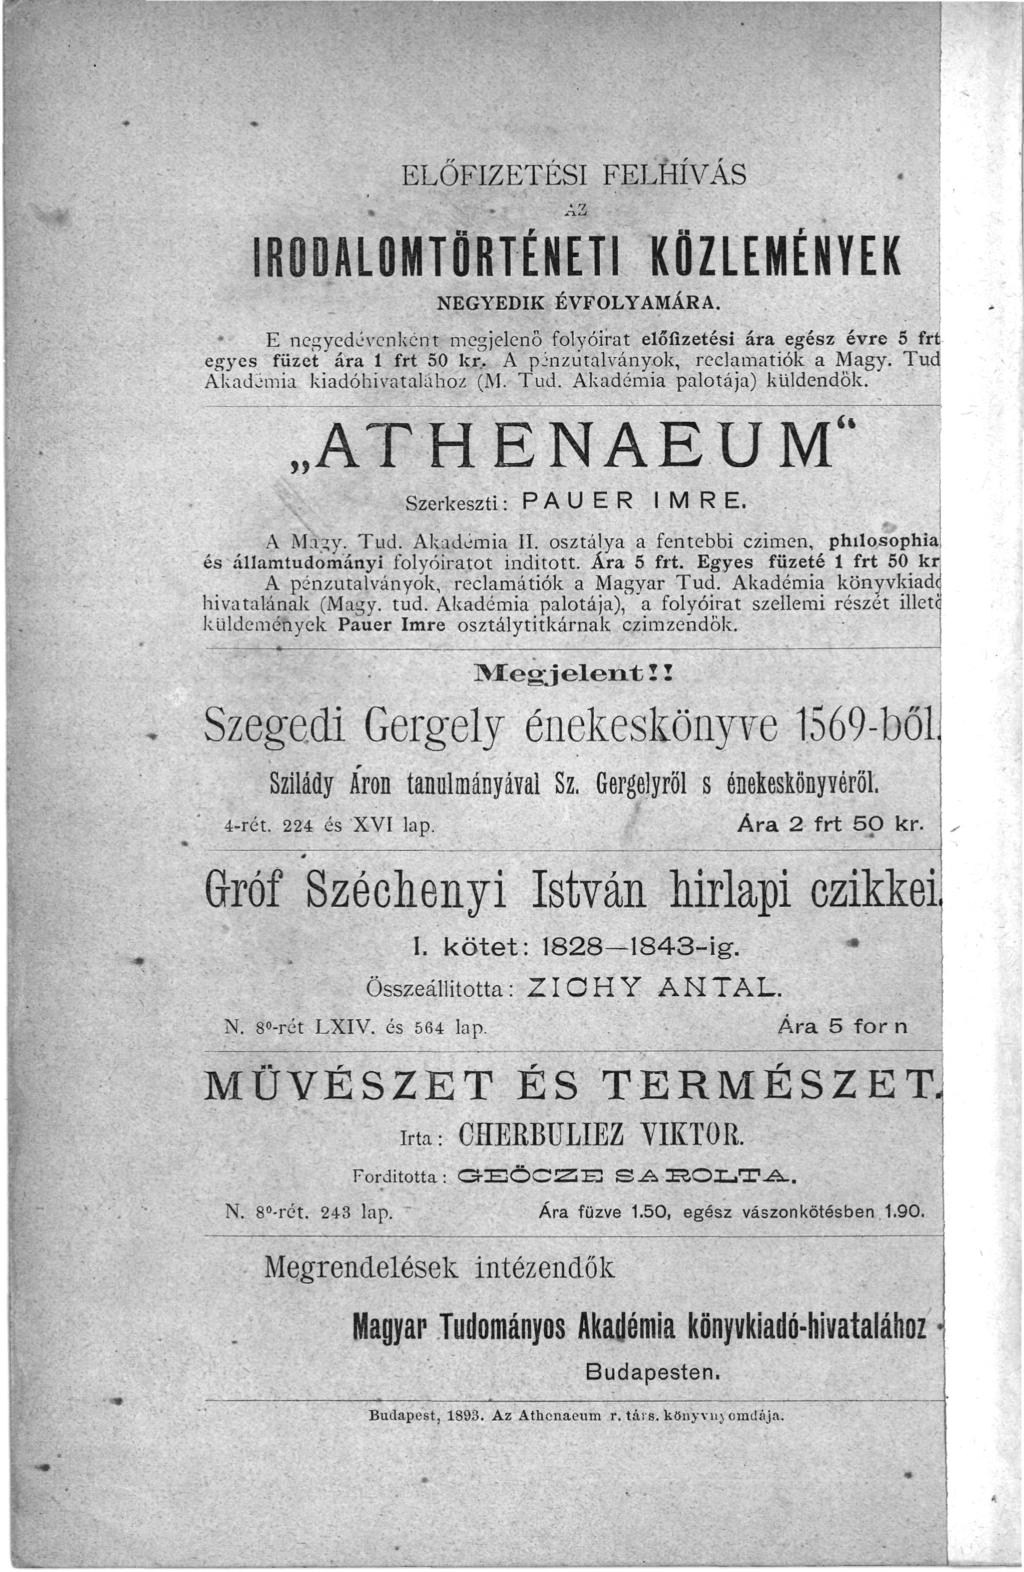 ELŐFIZETÉSI FELHÍVÁS
AZ
IRODALOMTÖRTÉNETI KÖZLEMÉNYEK
NEGYEDIK ÉVFOLYAMÁRA.
E negyedévenként megjelenő folyóirat előfizetési ára egész évre 5 frt
egyes füzet ára 1 frt 50 kr. A pénzutalványok, reclamatiók a Magy. Tud
Akadémia kiadóhivatalához (M. Tud. Akadémia palotája) küldendők.
„ATHENAEUM“
Szerkeszti: PAUER IMRE.
A Magy. Tud. Akadémia II. osztálya a fentebbi czimen, philosophia
és államtudományi folyóiratot inditott. Ára 5 frt. Egyes füzeté 1 frt 50 kr
A pénzutalványok, reclamátiók a Magyar Tud. Akadémia könyvkiad
hivatalának (Magy. tud. Akadémia palotája), a folyóirat szellemi részét illet
küldemények Pauer Imre osztálytitkárnak czimzendők.
Megjelent!!
Szegedi Gergely énekeskönyve 1569-ből.
Szilády Áron tanulmányával Sz. Gergelyről s énekeskönyvéről.
4-rét. 224 és XVI lap. Ára 2 frt 50 kr.
Gróf Széchenyi István hirlapi czikkei.
I. kötet: 1828—1843-ig.
Összeállitotta: ZICHY ANTAL.
N. 8⁰-rét LXIV. és 564 lap. Ára 5 for n
MÜVÉSZET ÉS TERMÉSZET.
Irta: CHERBULIEZ VIKTOR.
Forditotta: GEŐCZE SAROLTA.
N. 8⁰-rét. 243 lap. Ára füzve 1.50, egész vászonkötésben 1.90.
Megrendelések intézendők
Magyar Tudományos Akadémia könyvkiadó-hivatalához
Budapesten.
Budapest, 1893. Az Athenaeum r. társ. könyvnyomdája.